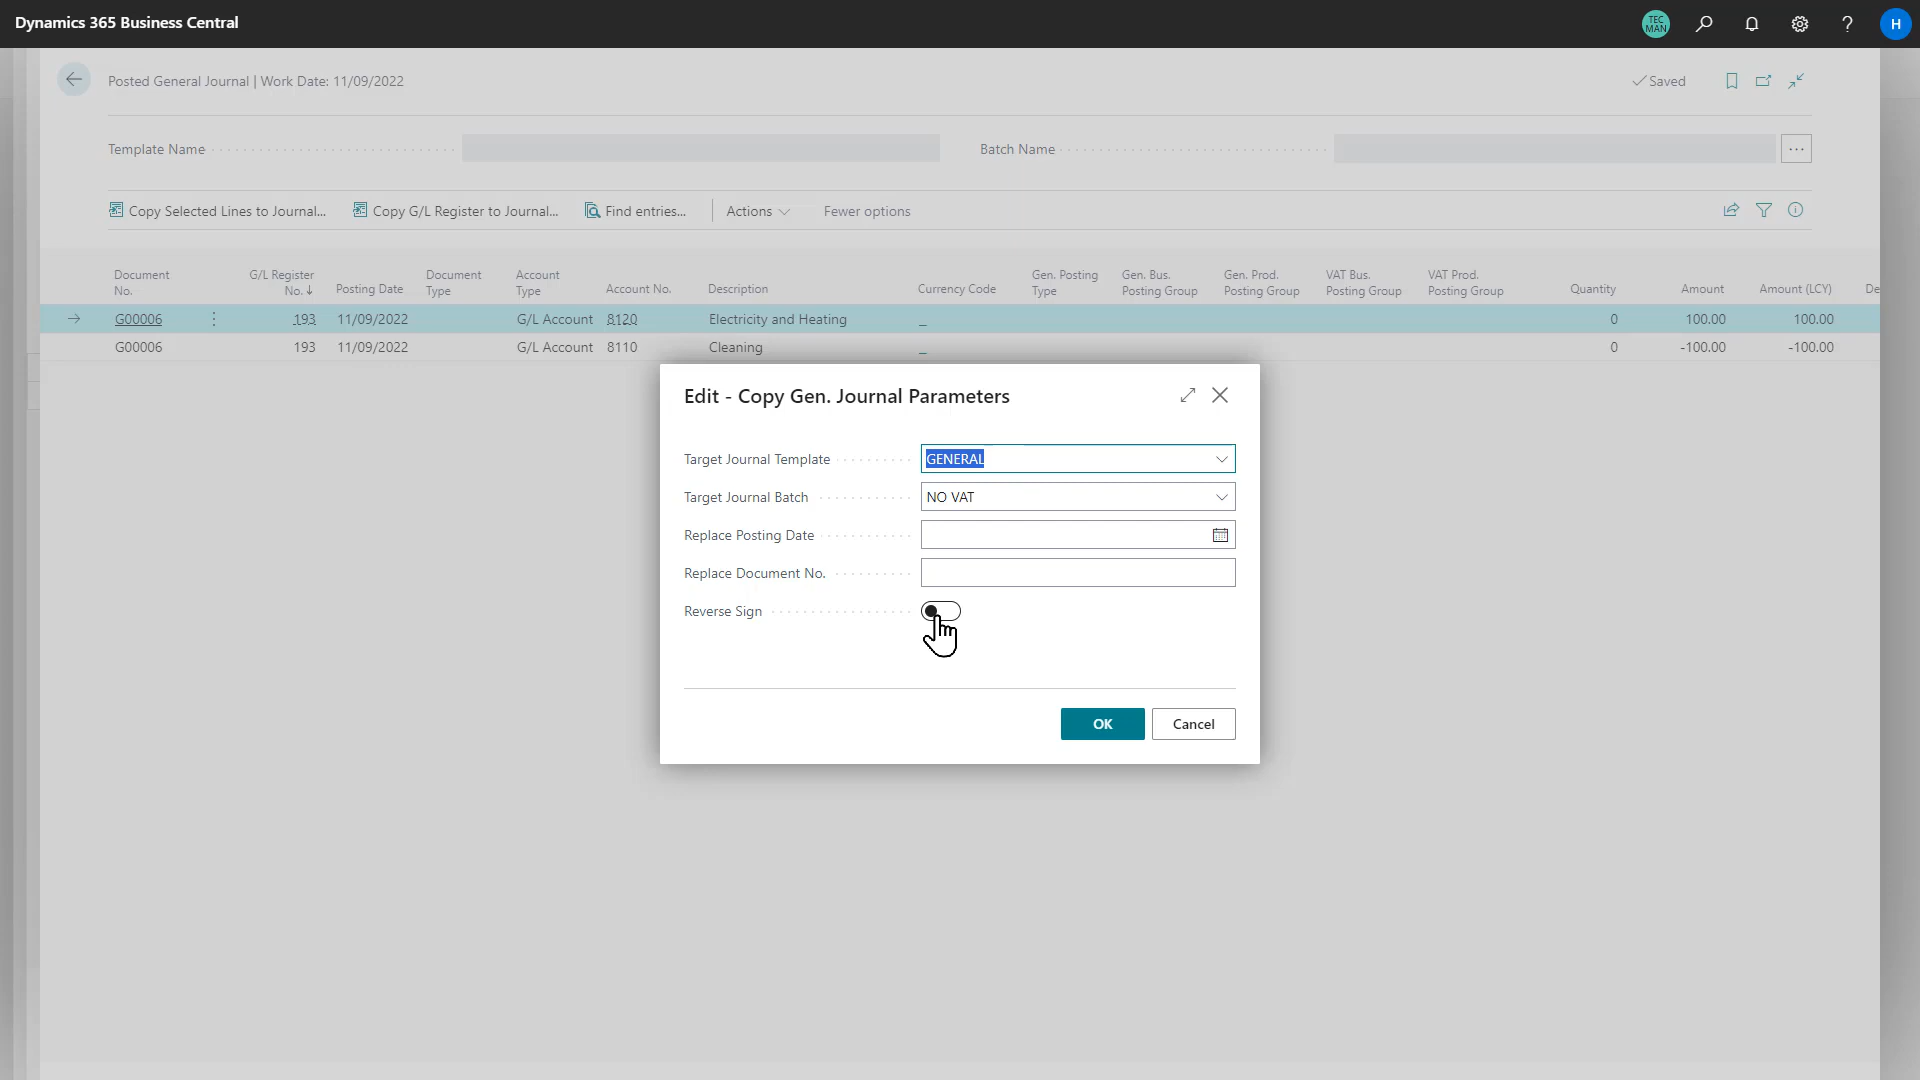 Dynamics 365 Business Central
TEC
MAN
?
H
Posted General Journal | Work Date: 11/09/2022
Saved
Template Name
Batch Name
...
Copy Selected Lines to Journal...
Copy G/L Register to Journal...
Find entries...
Actions
Fewer options
Document No.
G/L Register No.↓
Posting Date
Document Type
Account Type
Account No.
Description
Currency Code
Gen. Posting Type
Gen. Bus. Posting Group
Gen. Prod. Posting Group
VAT Bus. Posting Group
VAT Prod. Posting Group
Quantity
Amount
Amount (LCY)
De
G00006 193 11/09/2022 G/L Account 8120 Electricity and Heating _ 0 100.00 100.00
G00006 193 11/09/2022 G/L Account 8110 Cleaning _ 0 -100.00 -100.00
Edit - Copy Gen. Journal Parameters
Target Journal Template GENERAL
Target Journal Batch NO VAT
Replace Posting Date
Replace Document No.
Reverse Sign
OK
Cancel